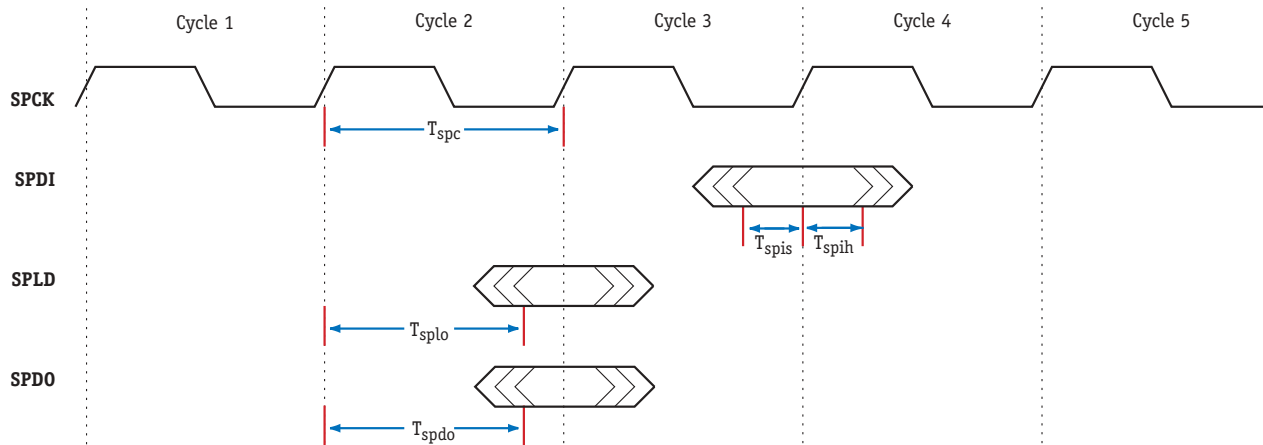 Cycle 1 Cycle 2 Cycle 3 Cycle 4 Cycle 5
SPCK
Tspc
SPDI
Tspis Tspih
SPLD
Tsplo
SPDO
Tspdo